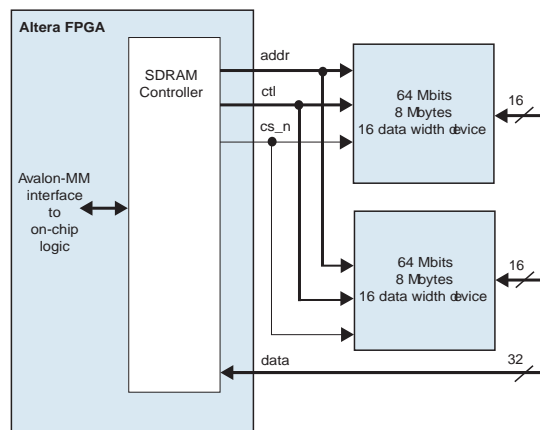 Altera FPGA
SDRAM
Controller
addr
ctl
cs_n
64 Mbits
8 Mbytes
16 data width device
16
Avalon-MM
interface
to
on-chip
logic
64 Mbits
8 Mbytes
16 data width device
16
data
32